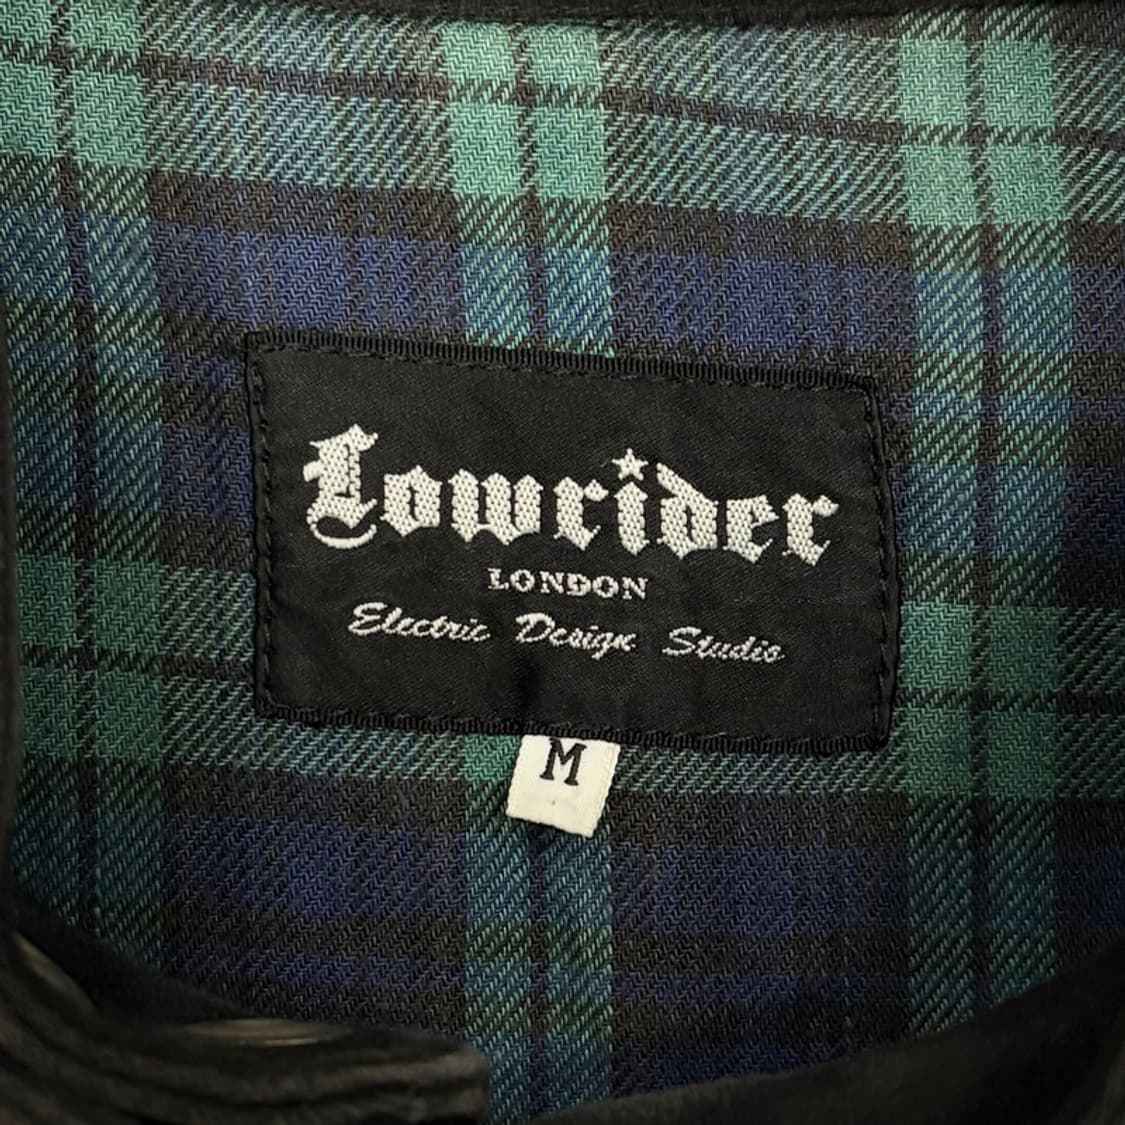 Lowrider
LONDON
Electric Design Studio
M